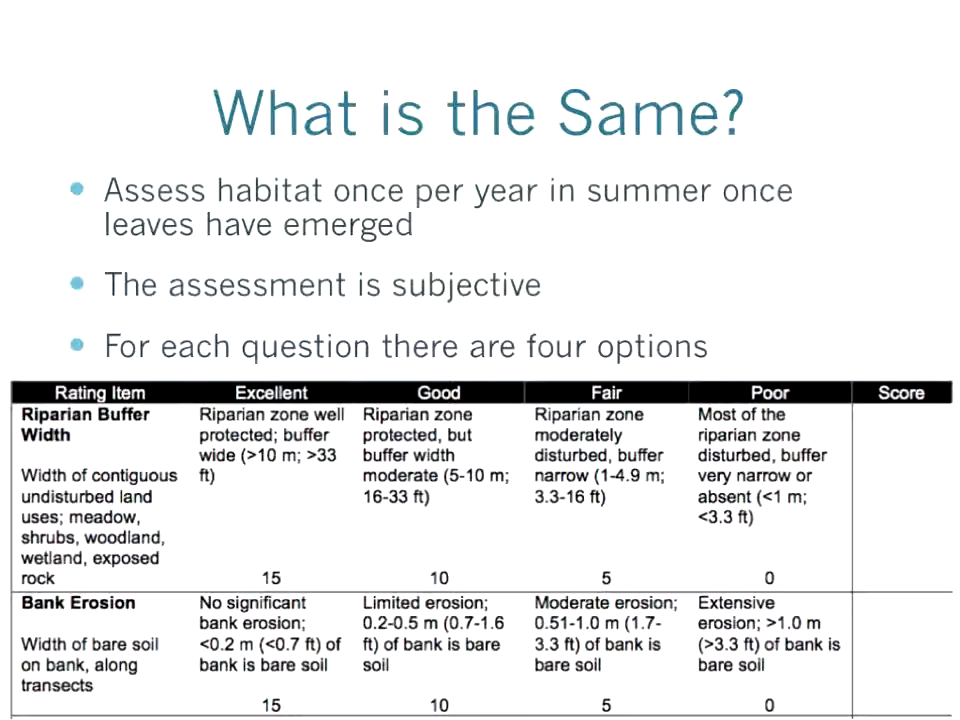 What is the Same?
Assess habitat once per year in summer once
leaves have emerged
The assessment is subjective
For each question there are four options
Rating Item
Excellent
Good
Fair
Poor
Score
Riparian Buffer
Width
Width of contiguous
undisturbed land
uses; meadow,
shrubs, woodland,
wetland, exposed
rock
Riparian zone well
protected; buffer
wide (>10 m; >33
ft)
15
Riparian zone
protected, but
buffer width
moderate (5-10 m;
16-33 ft)
10
Riparian zone
moderately
disturbed, buffer
narrow (1-4.9 m;
3.3-16 ft)
5
Most of the
riparian zone
disturbed, buffer
very narrow or
absent (<1 m;
<3.3 ft)
0
Bank Erosion
Width of bare soil
on bank, along
transects
No significant
bank erosion;
<0.2 m (<0.7 ft) of
bank is bare soil
15
Limited erosion;
0.2-0.5 m (0.7-1.6
ft) of bank is bare
soil
10
Moderate erosion;
0.51-1.0 m (1.7-
3.3 ft) of bank is
bare soil
5
Extensive
erosion; >1.0 m
(>3.3 ft) of bank is
bare soil
0